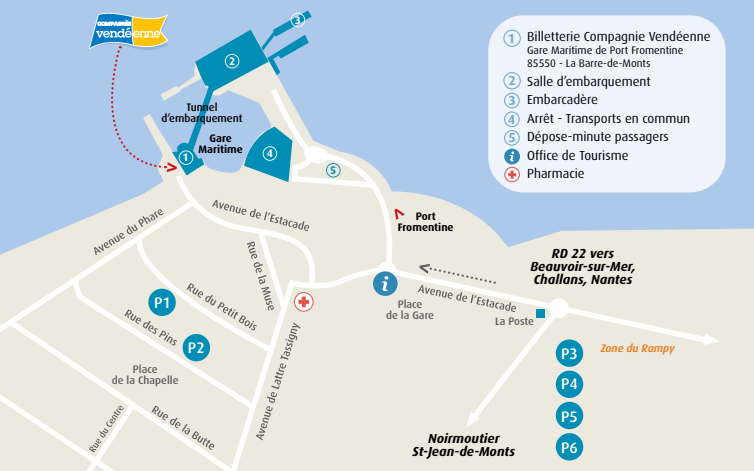 COMPAGNIE
vendéenne
1 Billetterie Compagnie Vendéenne
Gare Maritime de Port Fromentine
85550 - La Barre-de-Monts
2 Salle d'embarquement
3 Embarcadère
4 Arrêt - Transports en commun
5 Dépose-minute passagers
i Office de Tourisme
Pharmacie
3
2
Tunnel
d'embarquement
Gare
Maritime
1
4
5
Avenue du Phare
Avenue de l'Estacade
Port
Fromentine
Rue de la Muse
RD 22 vers
Beauvoir-sur-Mer,
Challans, Nantes
i
Avenue de l'Estacade
Place
de la Gare
La Poste
P1
Rue du Petit Bois
Rue des Pins
P2
Avenue de Lattre Tassigny
Place
de la Chapelle
Rue du Centre
Rue de la Butte
Zone du Rampy
P3
P4
P5
P6
Noirmoutier
St-Jean-de-Monts